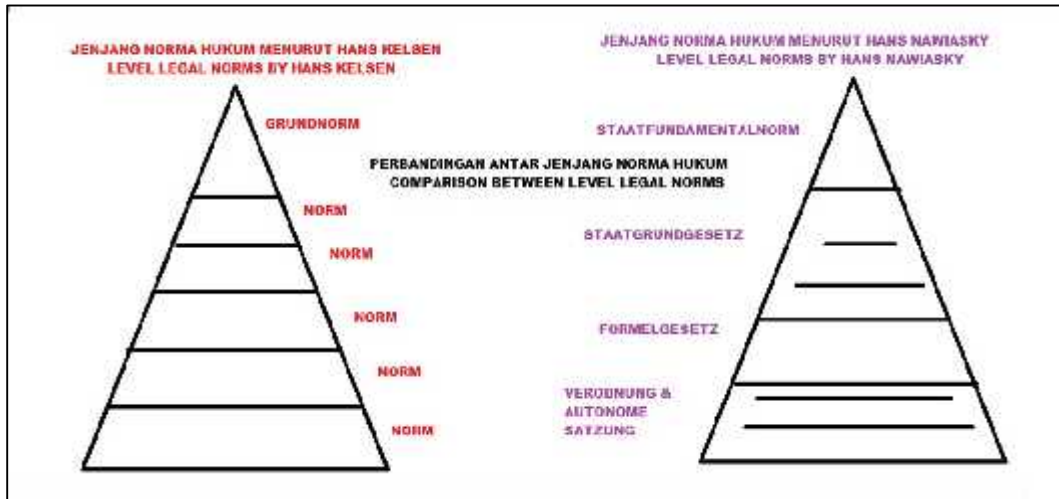 JENJANG NORMA HUKUM MENURUT HANS KELSEN
LEVEL LEGAL NORMS BY HANS KELSEN
GRUNDNORM
NORM
NORM
NORM
NORM
NORM
PERBANDINGAN ANTAR JENJANG NORMA HUKUM
COMPARISON BETWEEN LEVEL LEGAL NORMS
JENJANG NORMA HUKUM MENURUT HANS NAWIASKY
LEVEL LEGAL NORMS BY HANS NAWIASKY
STAATFUNDAMENTALNORM
STAATGRUNDGESETZ
FORMELGESETZ
VERODNUNG &
AUTONOME
SATZUNG